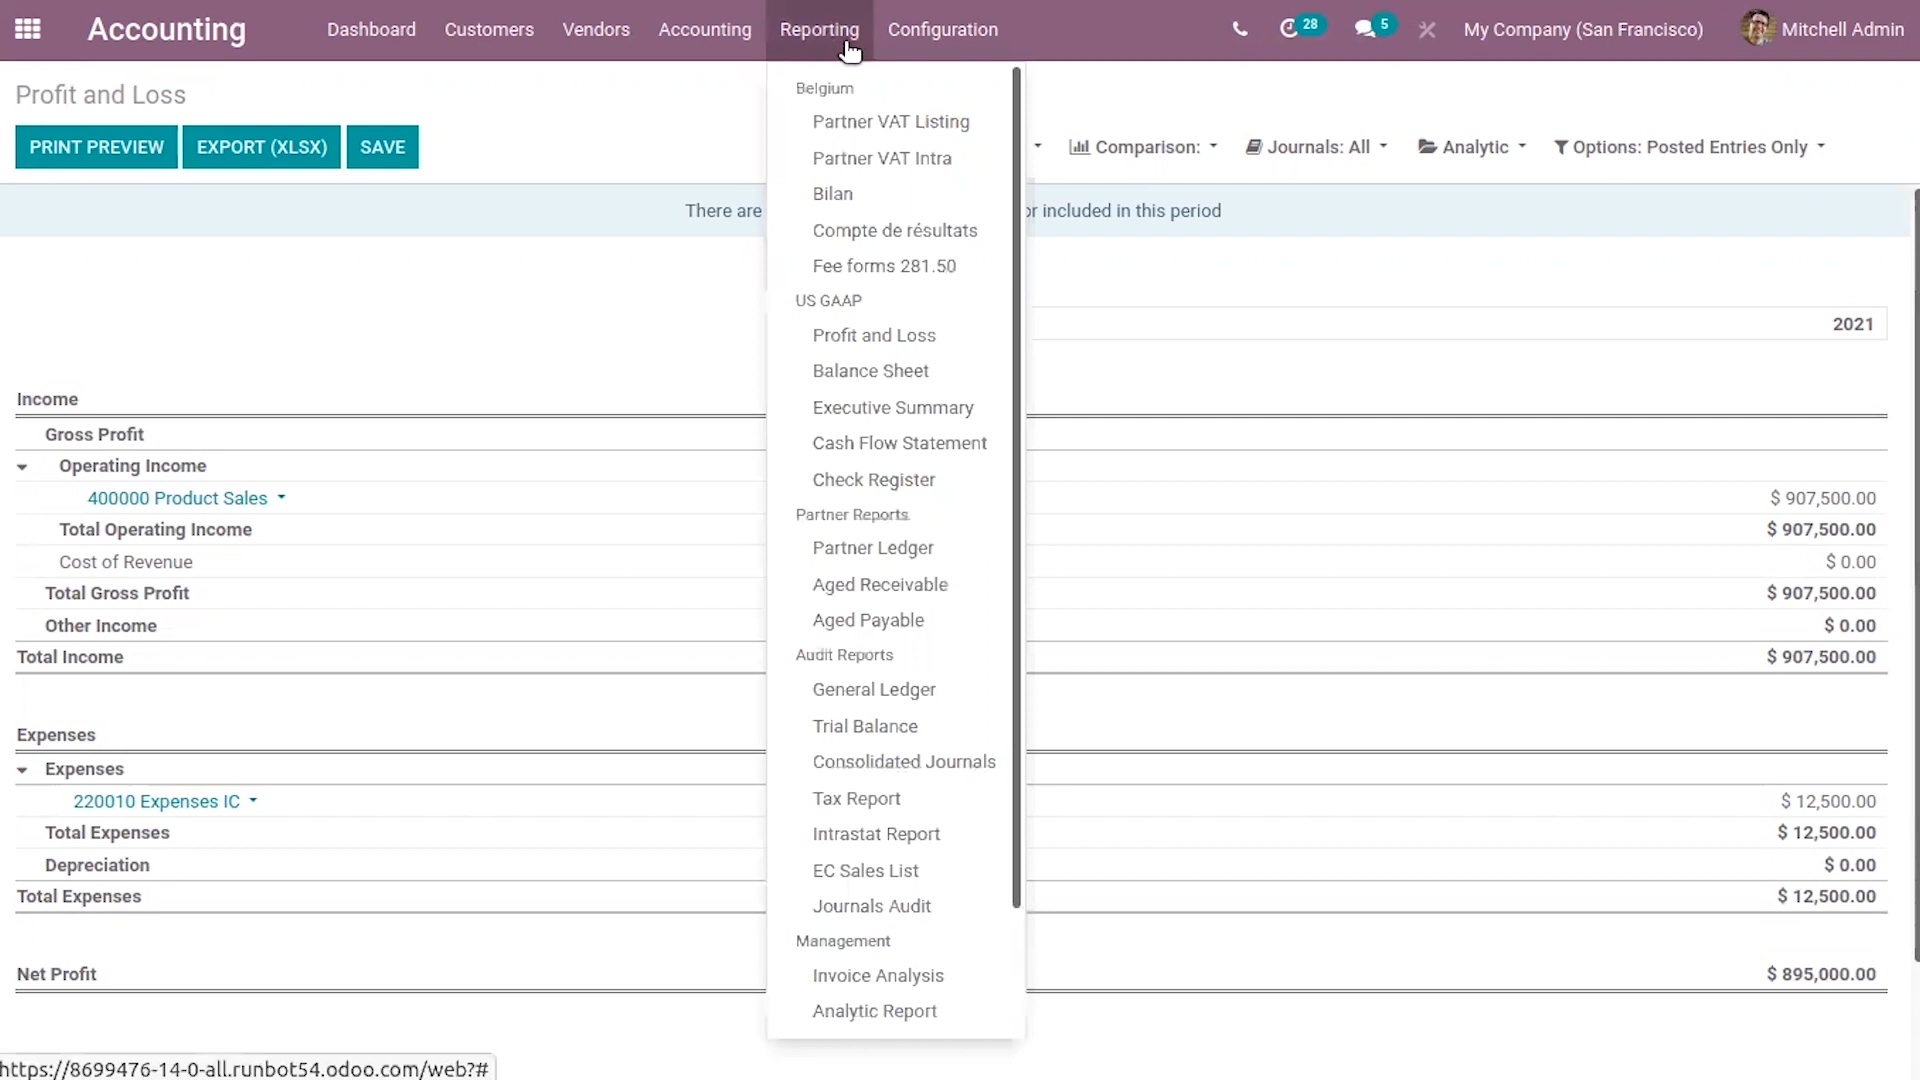 Accounting Dashboard Customers Vendors Accounting Reporting Configuration 28 5 My Company (San Francisco) Mitchell Admin
Profit and Loss
PRINT PREVIEW EXPORT (XLSX) SAVE Comparison: Journals: All Analytic Options: Posted Entries Only
There are or included in this period
Belgium
Partner VAT Listing
Partner VAT Intra
Bilan
Compte de résultats
Fee forms 281.50
US GAAP
Profit and Loss
Balance Sheet
Executive Summary
Cash Flow Statement
Check Register
Partner Reports
Partner Ledger
Aged Receivable
Aged Payable
Audit Reports
General Ledger
Trial Balance
Consolidated Journals
Tax Report
Intrastat Report
EC Sales List
Journals Audit
Management
Invoice Analysis
Analytic Report
2021
Income
Gross Profit
Operating Income
400000 Product Sales $ 907,500.00
Total Operating Income $ 907,500.00
Cost of Revenue $ 0.00
Total Gross Profit $ 907,500.00
Other Income $ 0.00
Total Income $ 907,500.00
Expenses
Expenses
220010 Expenses IC $ 12,500.00
Total Expenses $ 12,500.00
Depreciation $ 0.00
Total Expenses $ 12,500.00
Net Profit $ 895,000.00
https://8699476-14-0-all.runbot54.odoo.com/web?#